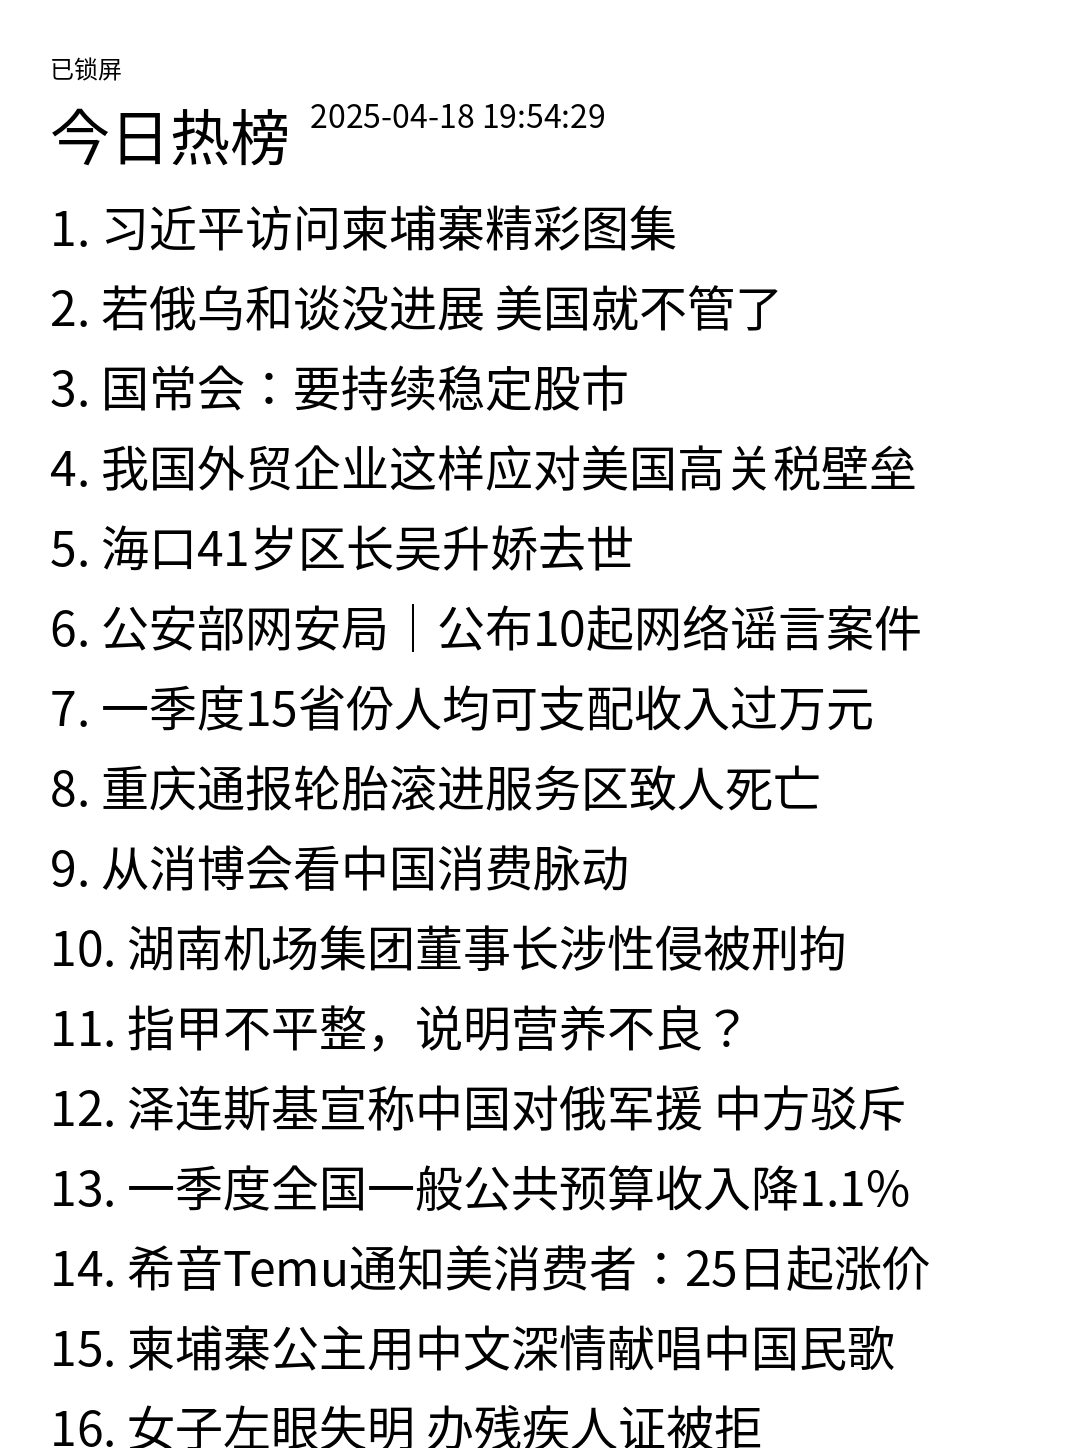 已锁屏
今日热榜 2025-04-18 19:54:29
1. 习近平访问柬埔寨精彩图集
2. 若俄乌和谈没进展 美国就不管了
3. 国常会：要持续稳定股市
4. 我国外贸企业这样应对美国高关税壁垒
5. 海口41岁区长吴升娇去世
6. 公安部网安局｜公布10起网络谣言案件
7. 一季度15省份人均可支配收入过万元
8. 重庆通报轮胎滚进服务区致人死亡
9. 从消博会看中国消费脉动
10. 湖南机场集团董事长涉性侵被刑拘
11. 指甲不平整，说明营养不良？
12. 泽连斯基宣称中国对俄军援 中方驳斥
13. 一季度全国一般公共预算收入降1.1%
14. 希音Temu通知美消费者：25日起涨价
15. 柬埔寨公主用中文深情献唱中国民歌
16. 女子左眼失明 办残疾人证被拒